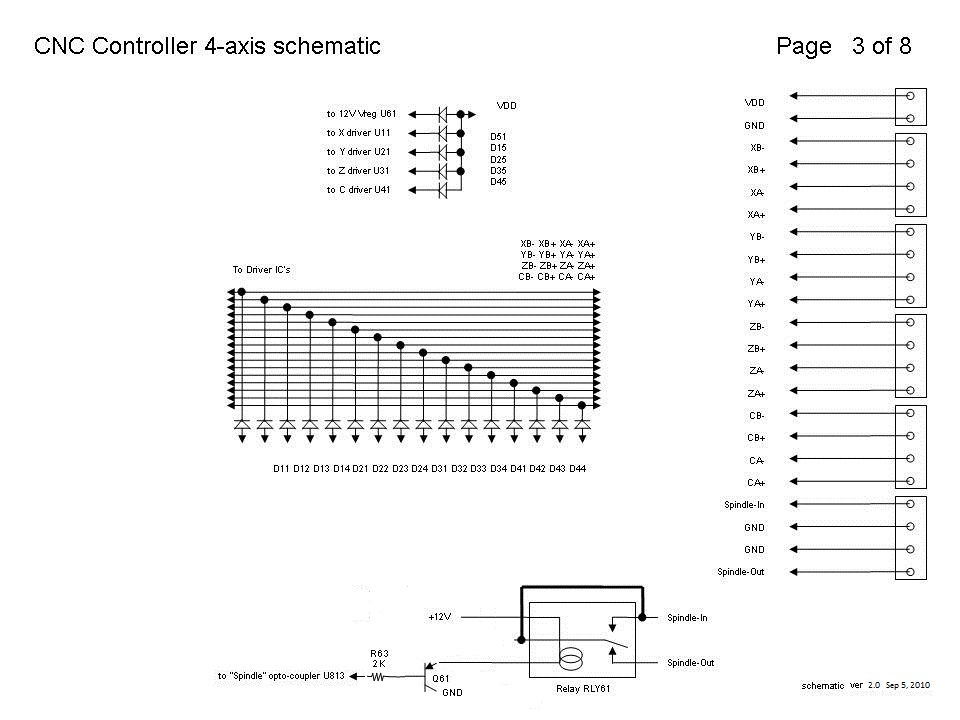 CNC Controller 4-axis schematic
Page 3 of 8
to 12V Vreg U61
to X driver U11
to Y driver U21
to Z driver U31
to C driver U41
VDD
D51
D15
D25
D35
D45
XB- XB+ XA- XA+
YB- YB+ YA- YA+
ZB- ZB+ ZA- ZA+
CB- CB+ CA- CA+
To Driver IC's
D11 D12 D13 D14 D21 D22 D23 D24 D31 D32 D33 D34 D41 D42 D43 D44
VDD
GND
XB-
XB+
XA-
XA+
YB-
YB+
YA-
YA+
ZB-
ZB+
ZA-
ZA+
CB-
CB+
CA-
CA+
Spindle-In
GND
GND
Spindle-Out
+12V
Spindle-In
R63
2K
to "Spindle" opto-coupler U813
Q61
GND
Spindle-Out
Relay RLY61
schematic ver 2.0 Sep 5, 2010